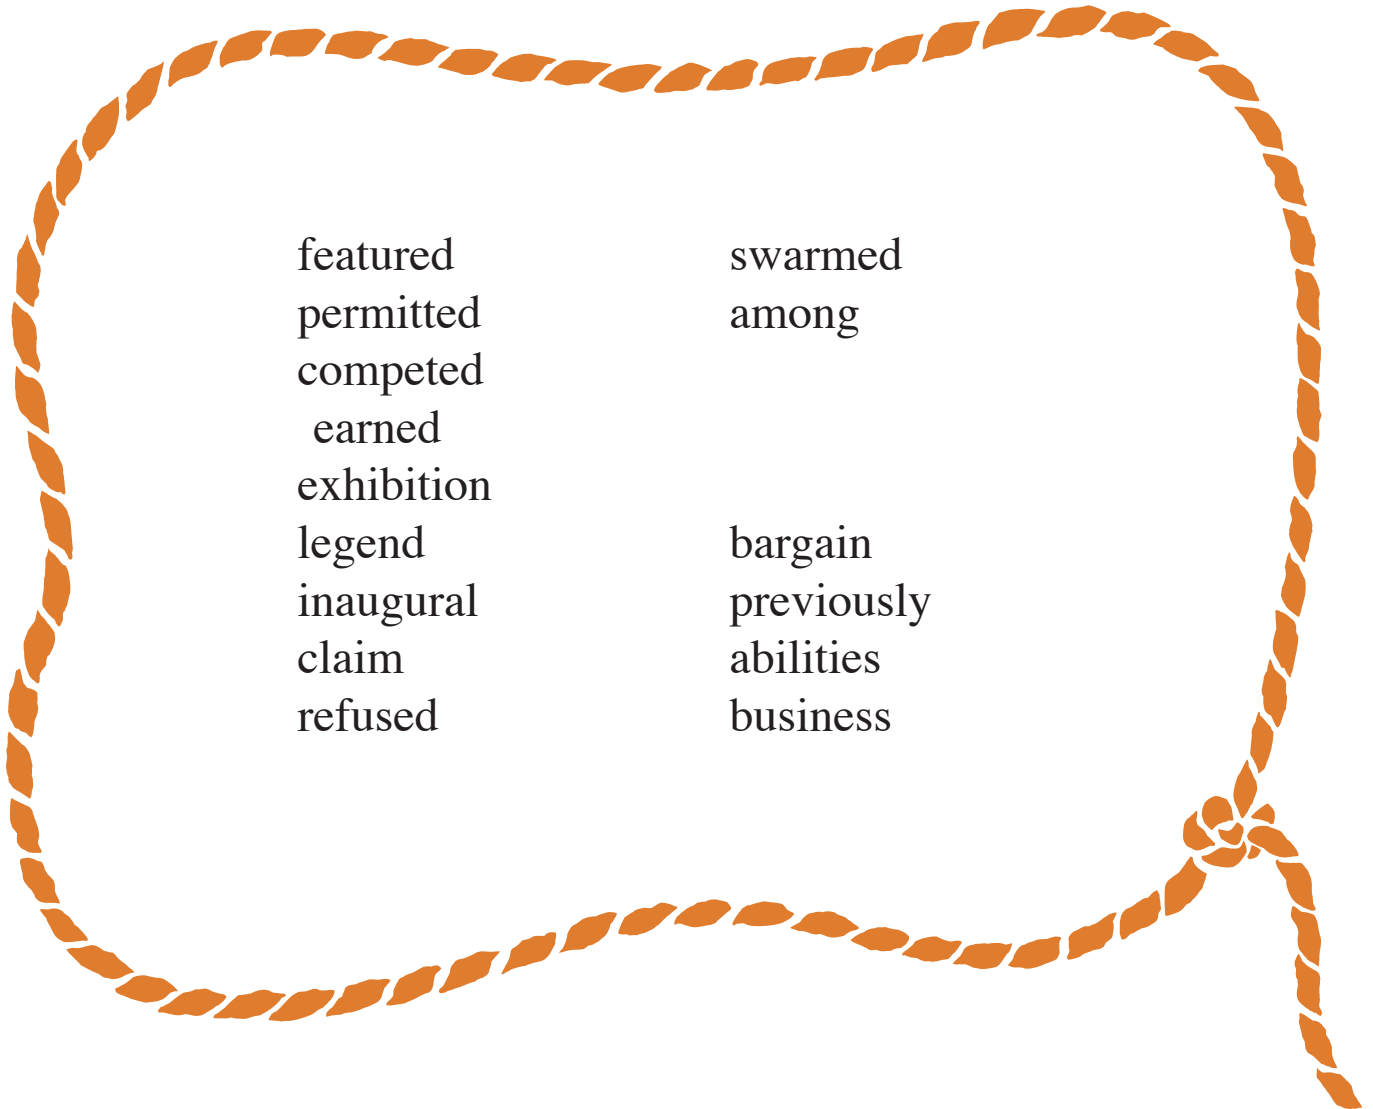 featured
permitted
competed
earned
exhibition
legend
inaugural
claim
refused
swarmed
among
bargain
previously
abilities
business